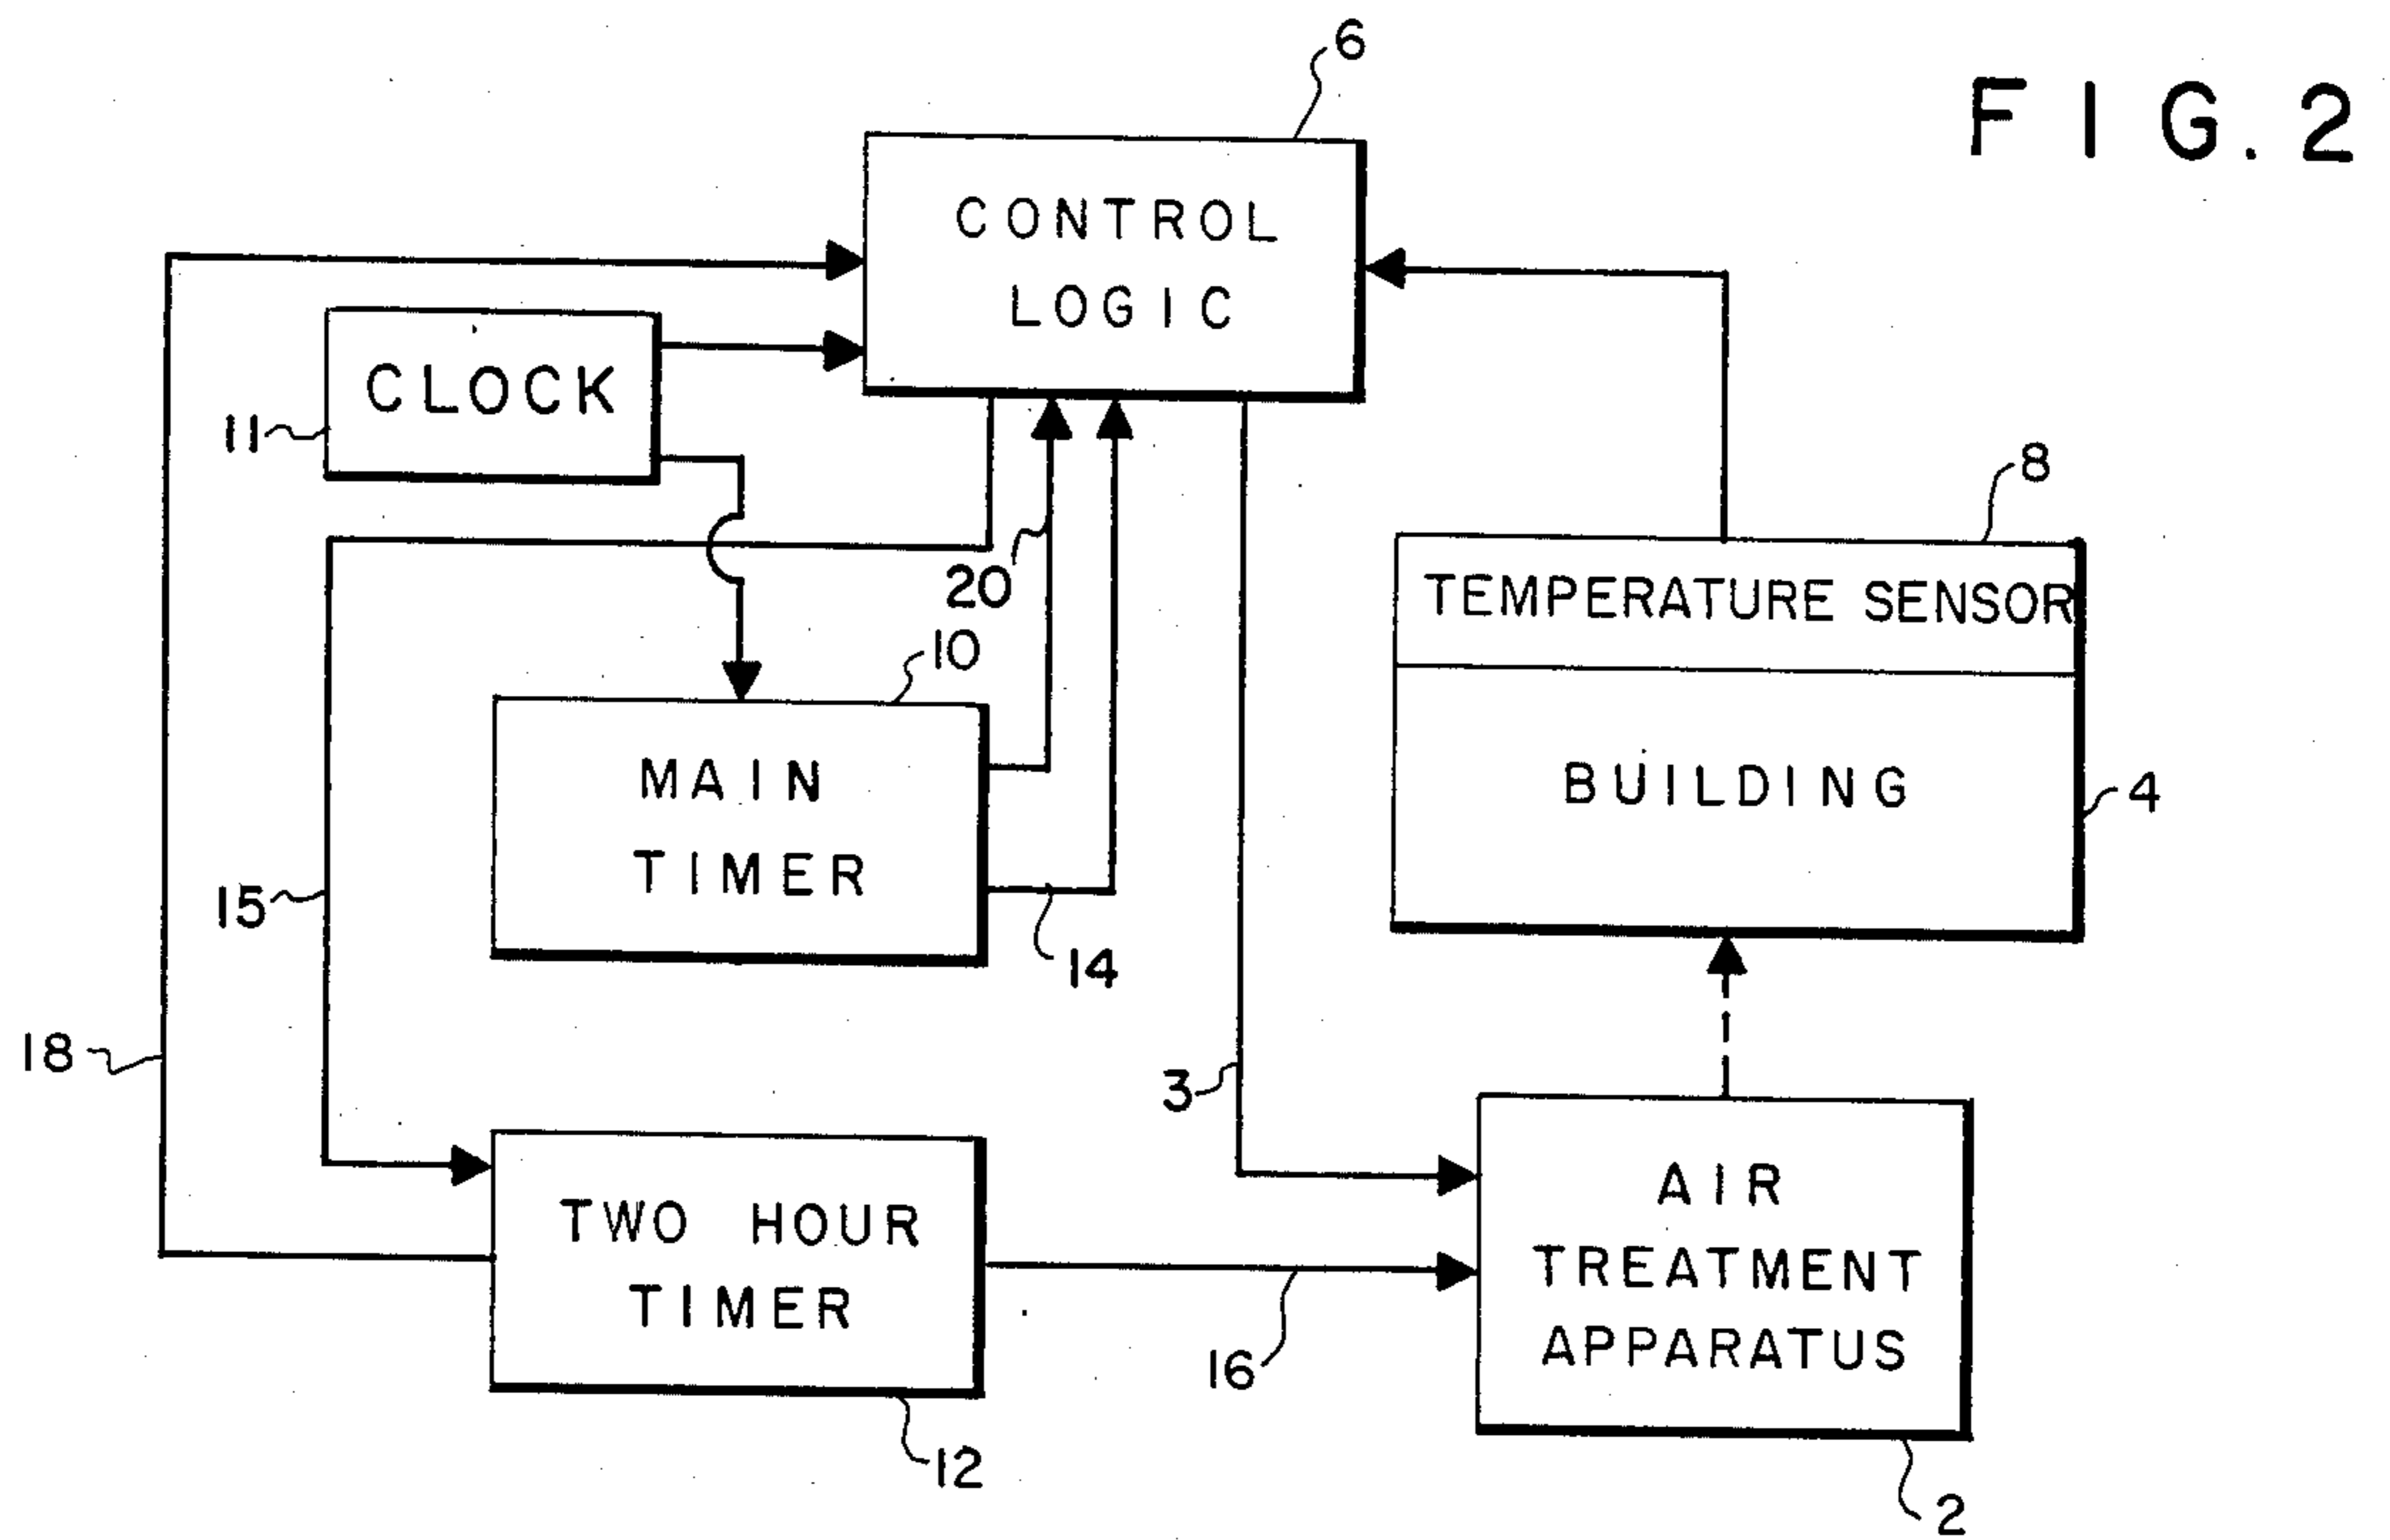 6
FIG. 2
CONTROL
LOGIC
CLOCK
11
8
20
TEMPERATURE SENSOR
10
MAIN
TIMER
BUILDING
4
15
14
18
3
AIR
TREATMENT
APPARATUS
TWO HOUR
TIMER
16
12
2